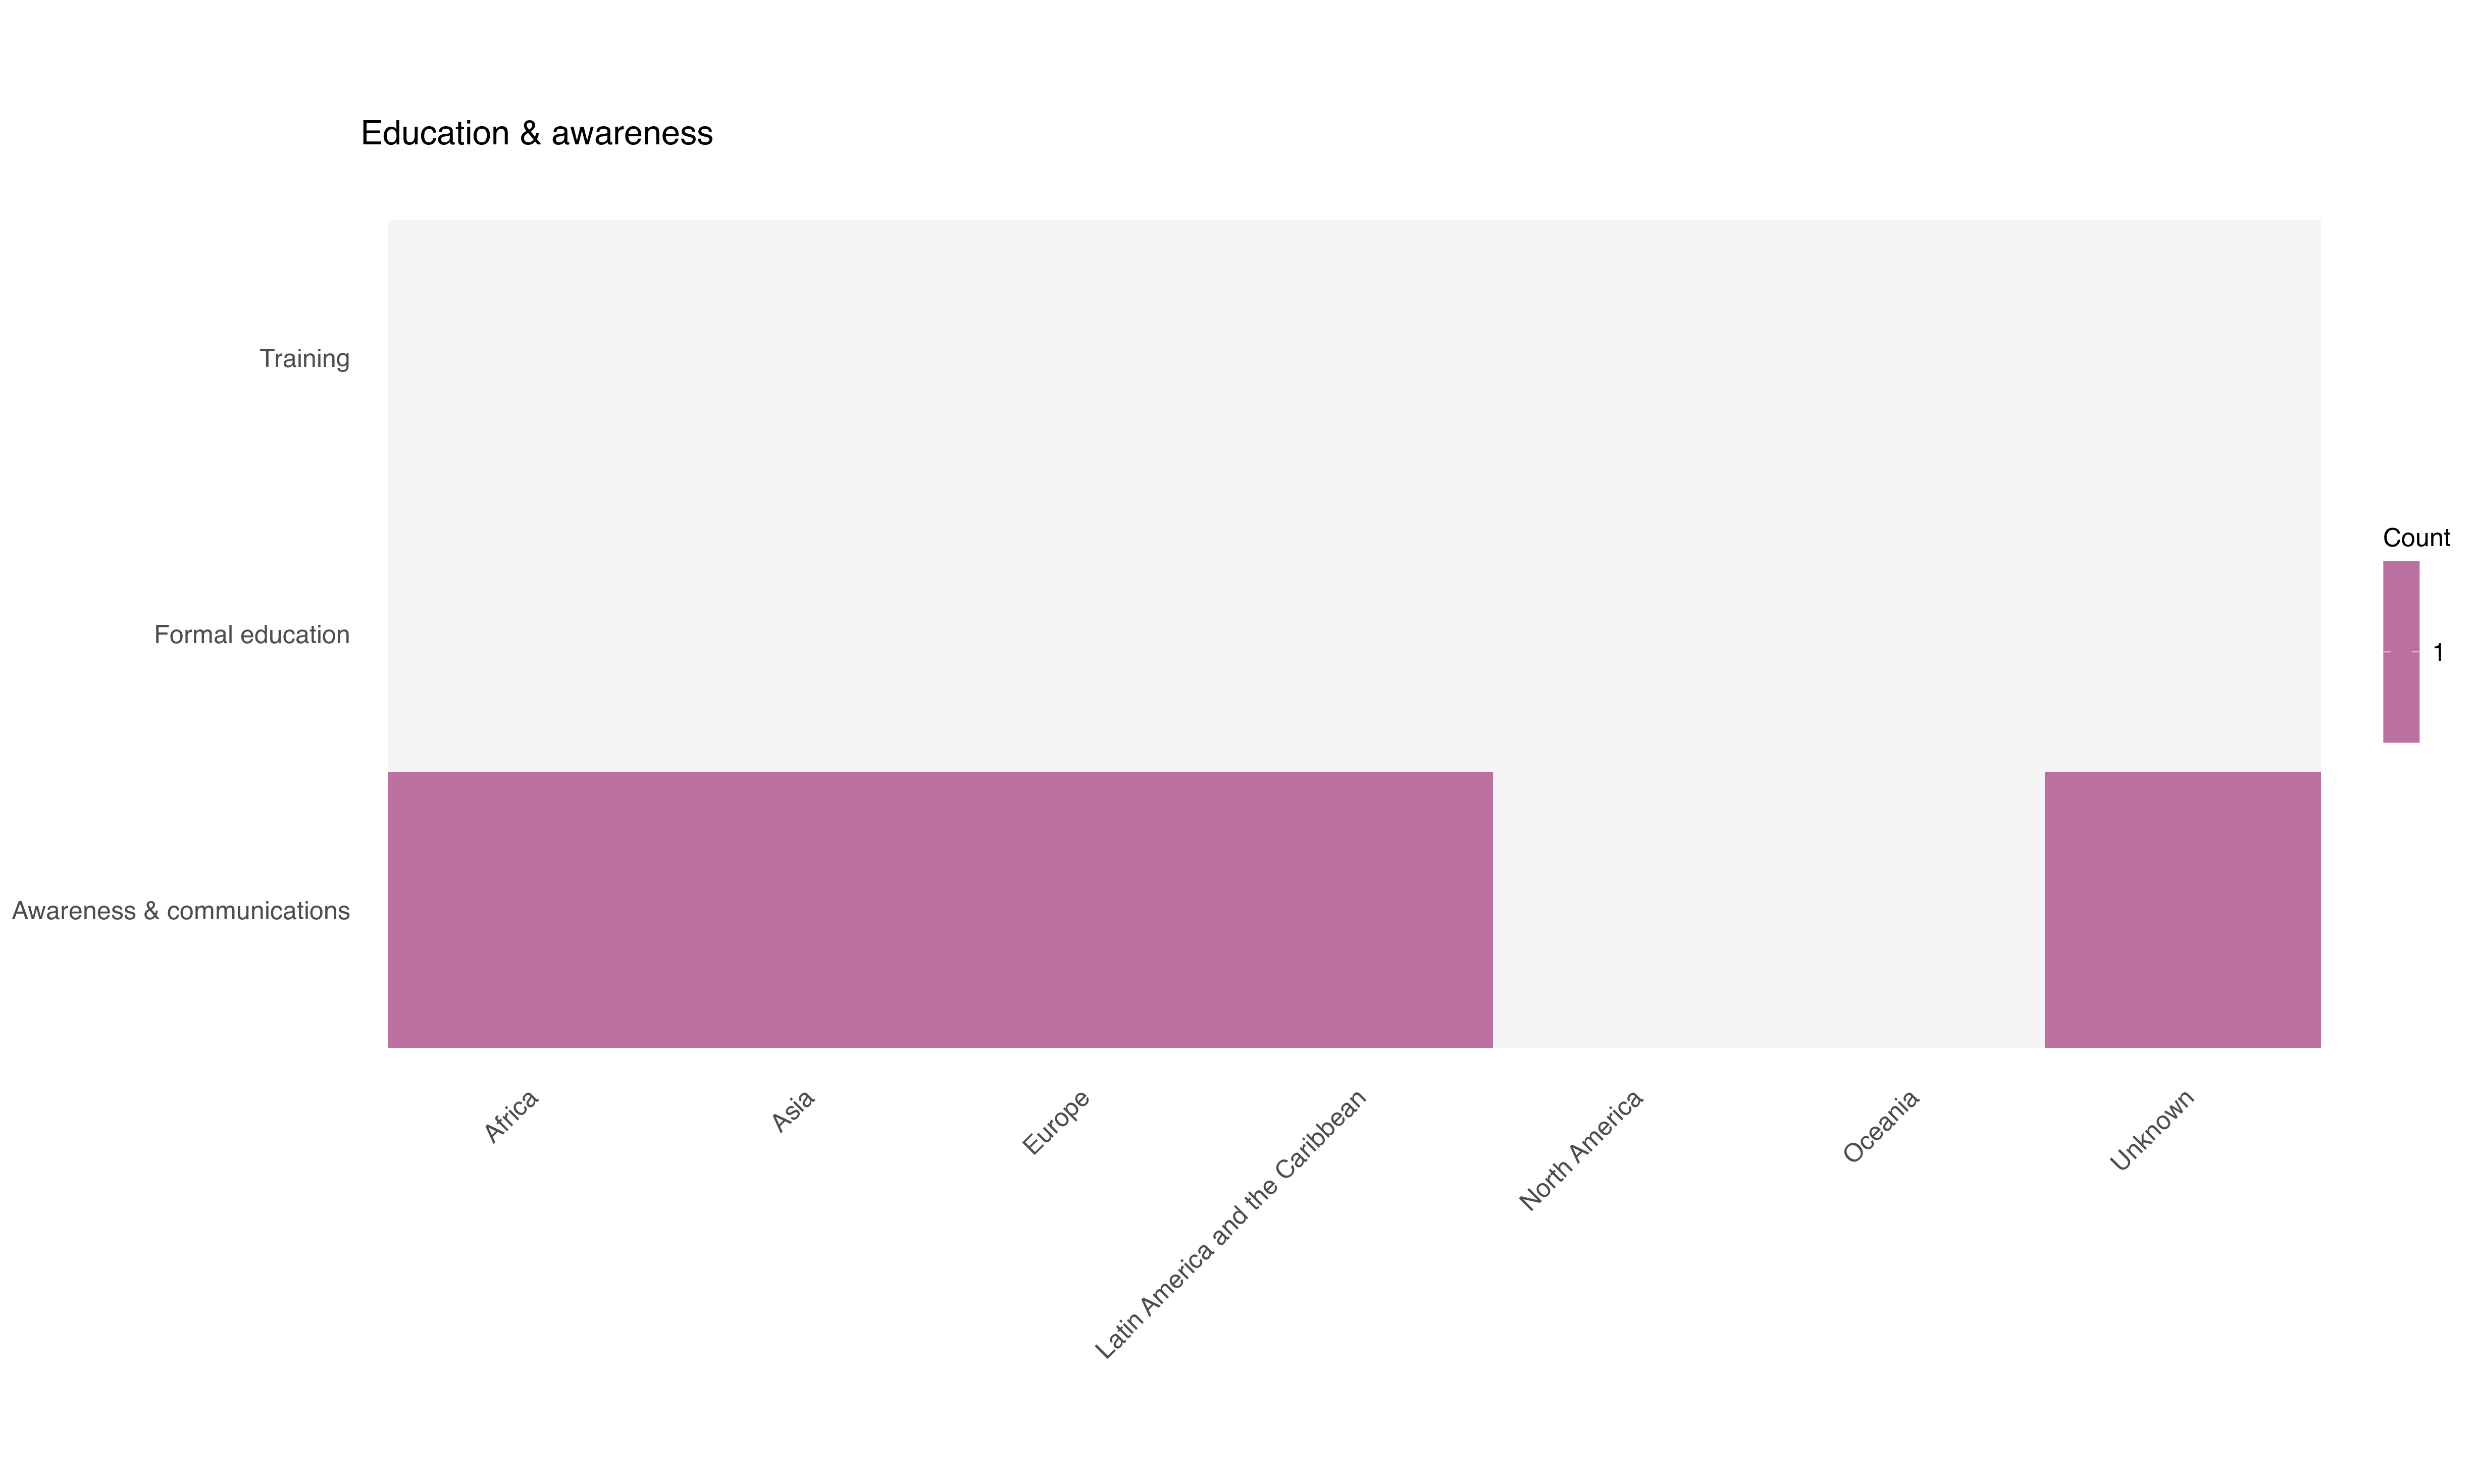 Education & awareness
Training
Formal education
Awareness & communications
Africa
Asia
Europe
Latin America and the Caribbean
North America
Oceania
Unknown
Count
1